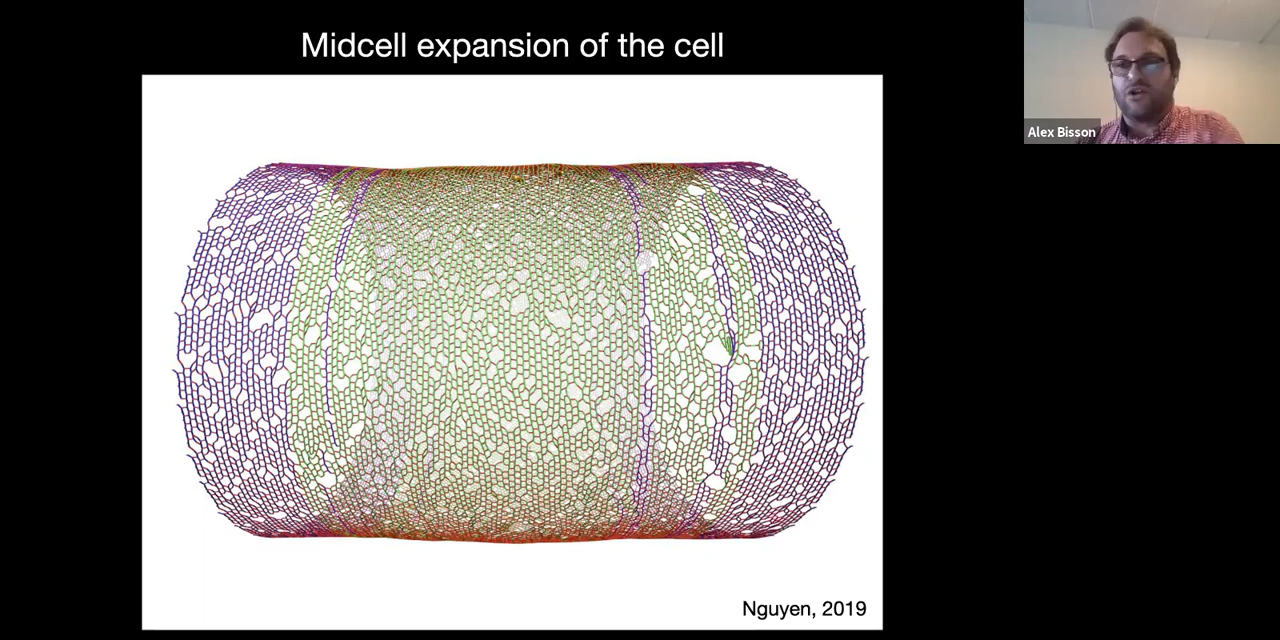 Midcell expansion of the cell
Alex Bisson
Nguyen, 2019